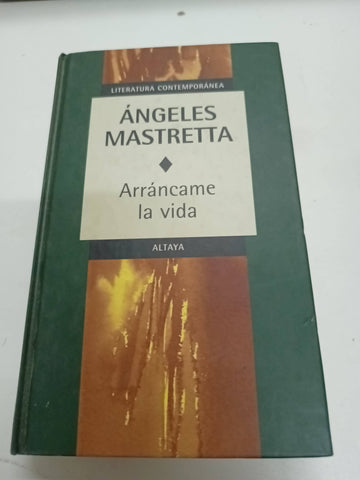 LITERATURA CONTEMPORÁNEA
ÁNGELES
MASTRETTA
Arráncame
la vida
ALTAYA